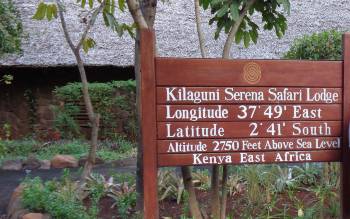 Kilaguni Serena Safari Lodge
Longitude 37° 49' East
Latitude 2° 41' South
Altitude 2750 Feet Above Sea Level
Kenya East Africa